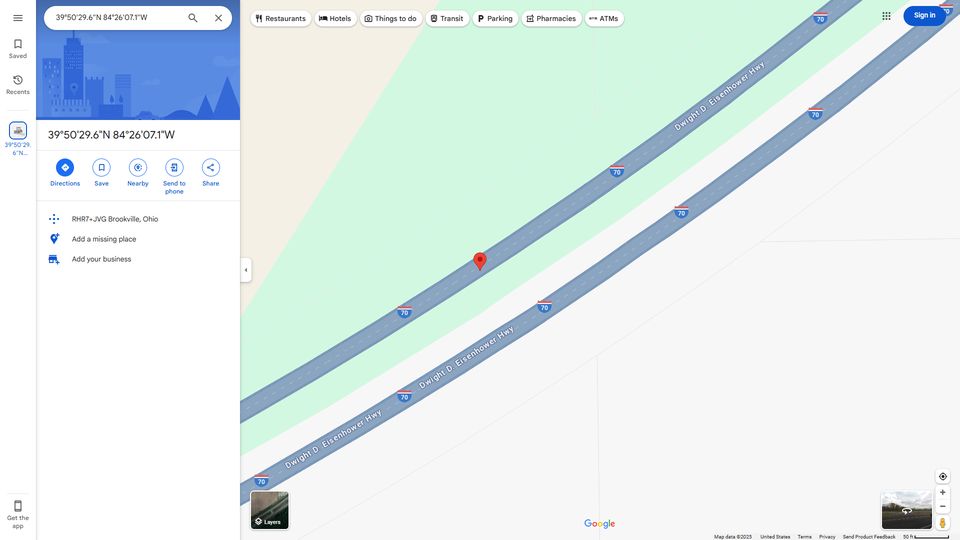 39°50'29.6"N 84°26'07.1"W
Restaurants
Hotels
Things to do
Transit
Parking
Pharmacies
ATMs
Sign in
Saved
Recents
39°50'29.
6"N...
Get the
app
39°50'29.6"N 84°26'07.1"W
Directions
Save
Nearby
Send to
phone
Share
RHR7+JVG Brookville, Ohio
Add a missing place
Add your business
70
70
Dwight D. Eisenhower Hwy
70
70
70
70
70
Dwight D. Eisenhower Hwy
70
Dwight D. Eisenhower Hwy
70
Layers
Google
Map data ©2025
United States
Terms
Privacy
Send Product Feedback
50 ft